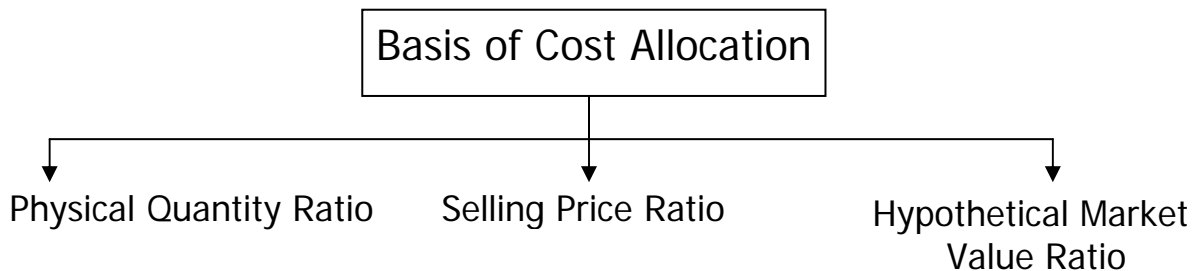 Basis of Cost Allocation
Physical Quantity Ratio
Selling Price Ratio
Hypothetical Market
Value Ratio